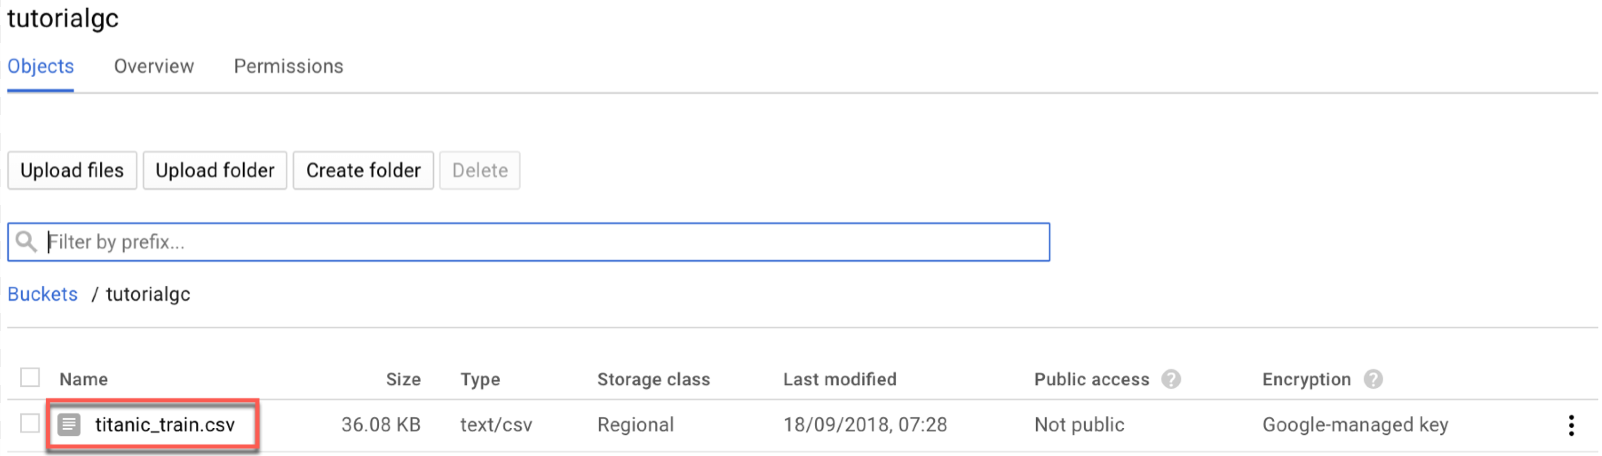 tutorialgc
Objects Overview Permissions
Upload files Upload folder Create folder Delete
Filter by prefix...
Buckets / tutorialgc
Name Size Type Storage class Last modified Public access ? Encryption ?
titanic_train.csv 36.08 KB text/csv Regional 18/09/2018, 07:28 Not public Google-managed key